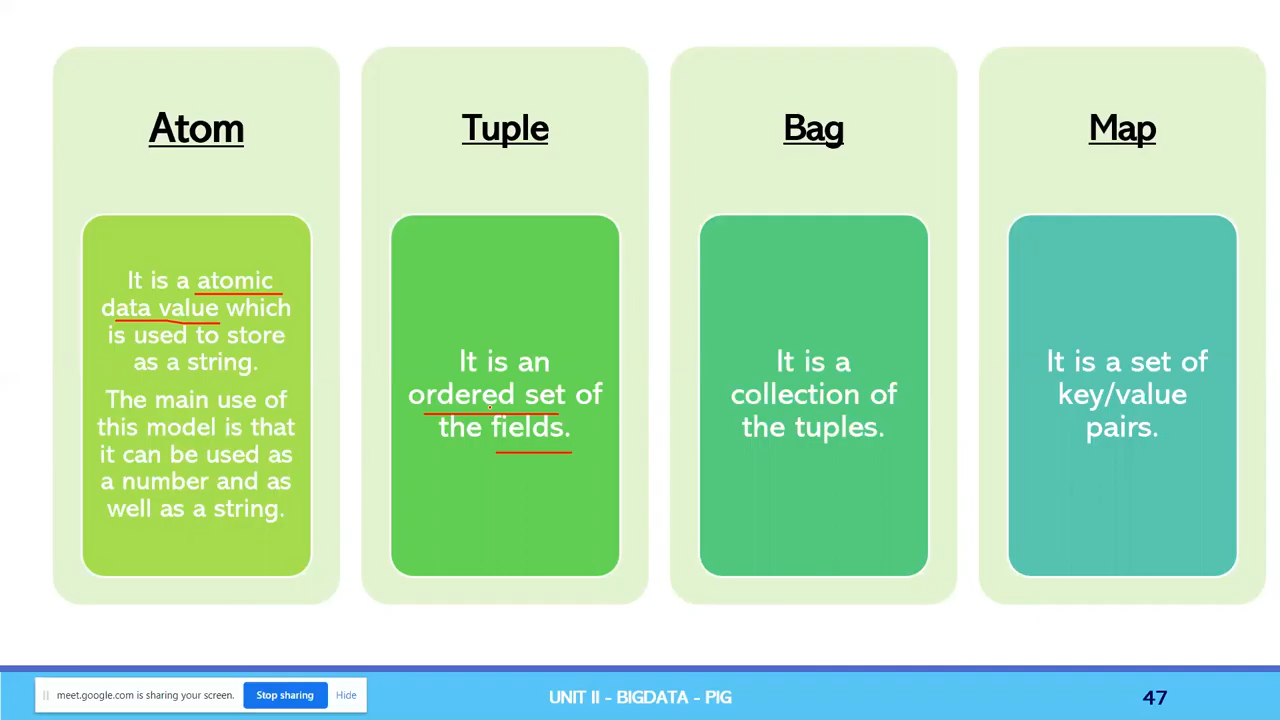 Atom
It is a atomic
data value which
is used to store
as a string.
The main use of
this model is that
it can be used as
a number and as
well as a string.
Tuple
It is an
ordered set of
the fields.
Bag
It is a
collection of
the tuples.
Map
It is a set of
key/value
pairs.
meet.google.com is sharing your screen.
Stop sharing
Hide
UNIT II - BIGDATA - PIG
47